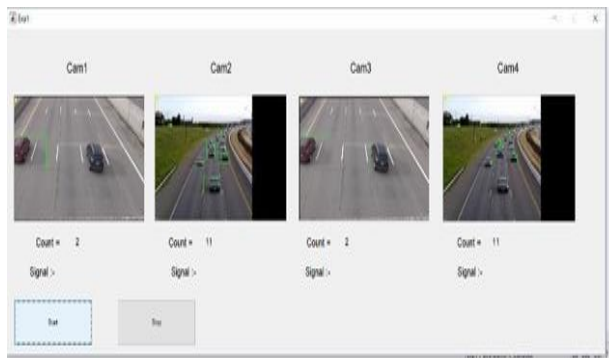 Cam1 Cam2 Cam3 Cam4
Count = 2 Count = 11 Count = 2 Count = 11
Signal :- Signal :- Signal :- Signal :-
Start Stop